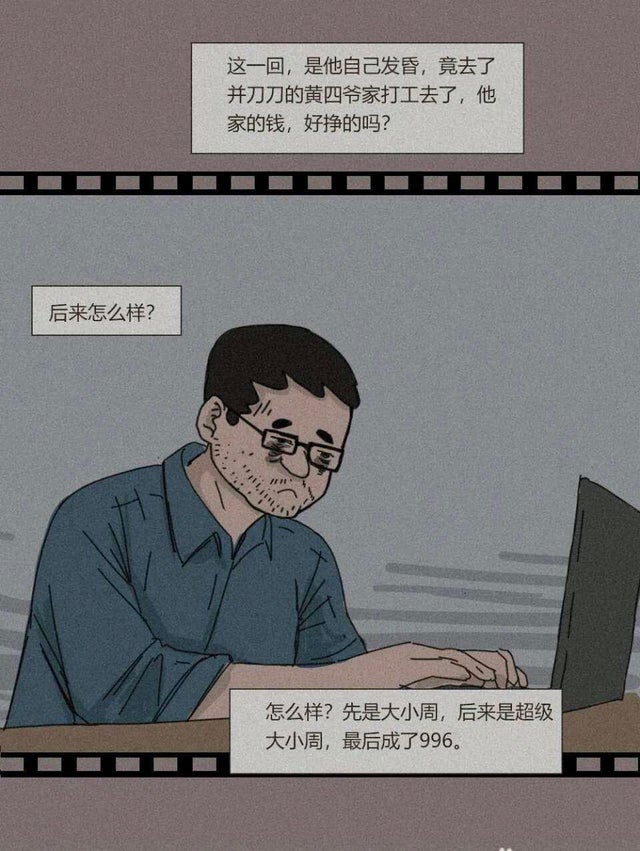 这一回，是他自己发昏，竟去了
并刀刀的黄四爷家打工去了，他
家的钱，好挣的吗？
后来怎么样？
怎么样？先是大小周，后来是超级
大小周，最后成了996。